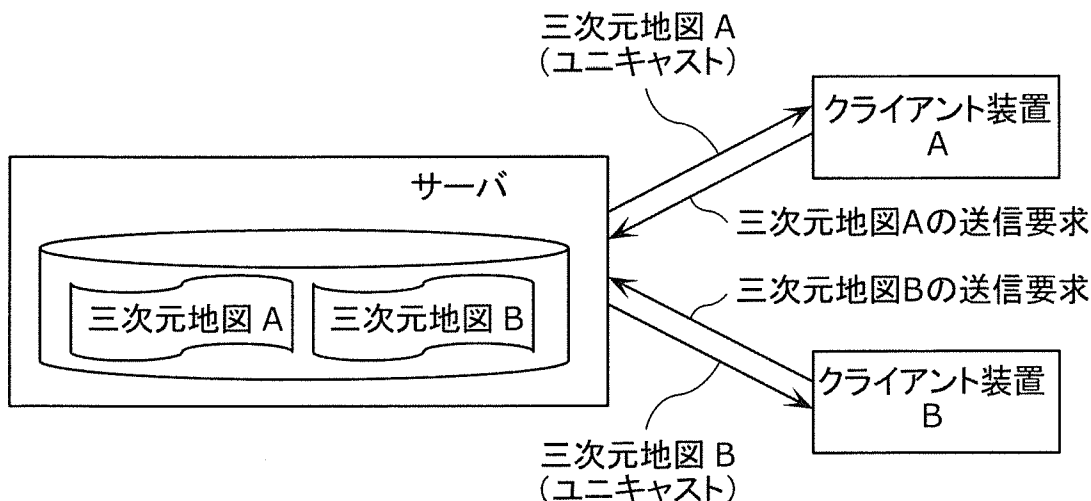 三次元地図 A
(ユニキャスト)
クライアント装置
A
サーバ
三次元地図Aの送信要求
三次元地図 A
三次元地図 B
三次元地図Bの送信要求
クライアント装置
B
三次元地図 B
(ユニキャスト)